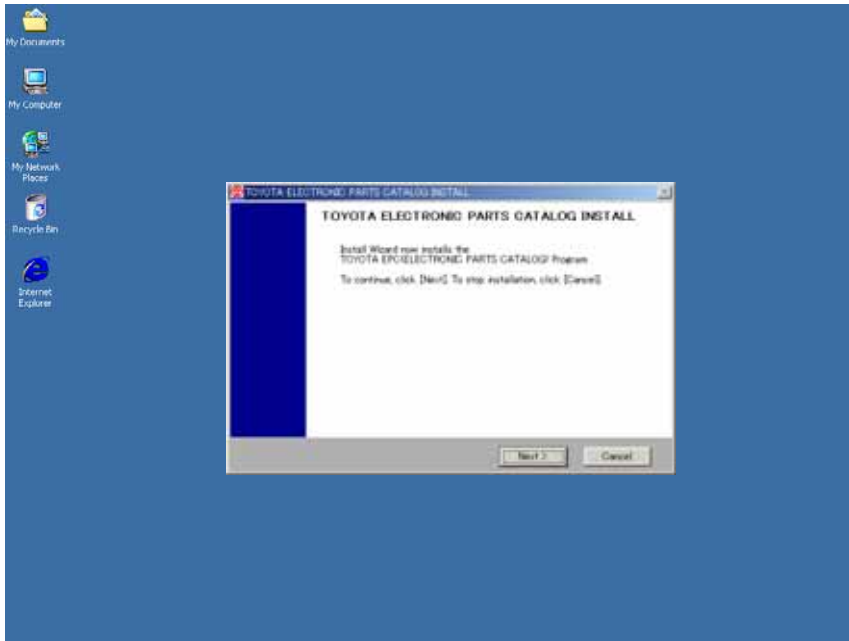 My Documents
My Computer
My Network
Places
Recycle Bin
Internet
Explorer
TOYOTA ELECTRONIC PARTS CATALOG INSTALL
TOYOTA ELECTRONIC PARTS CATALOG INSTALL
Install Wizard now installs the
TOYOTA EPC(ELECTRONIC PARTS CATALOG) Program.
To continue, click [Next]. To stop installation, click [Cancel].
Next >
Cancel